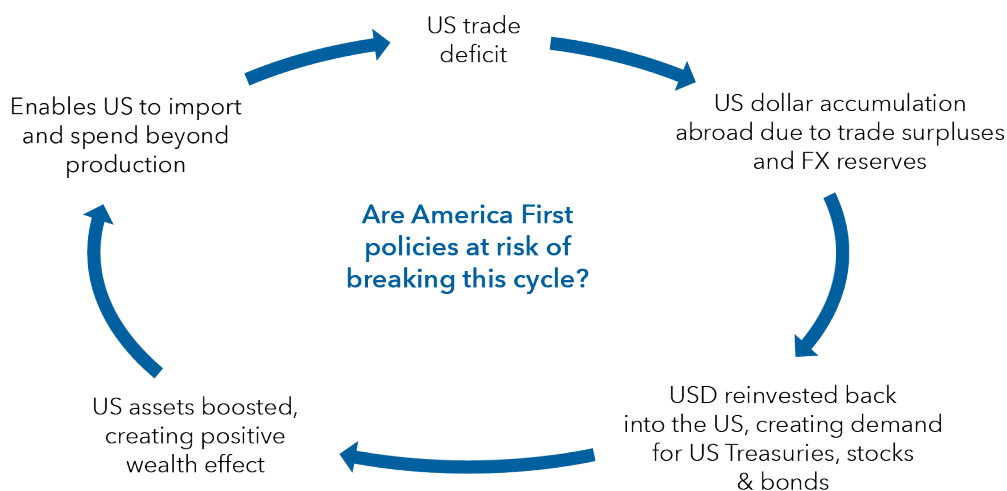 US trade
deficit
US dollar accumulation
abroad due to trade surpluses
and FX reserves
USD reinvested back
into the US, creating demand
for US Treasuries, stocks
& bonds
US assets boosted,
creating positive
wealth effect
Enables US to import
and spend beyond
production
Are America First
policies at risk of
breaking this cycle?